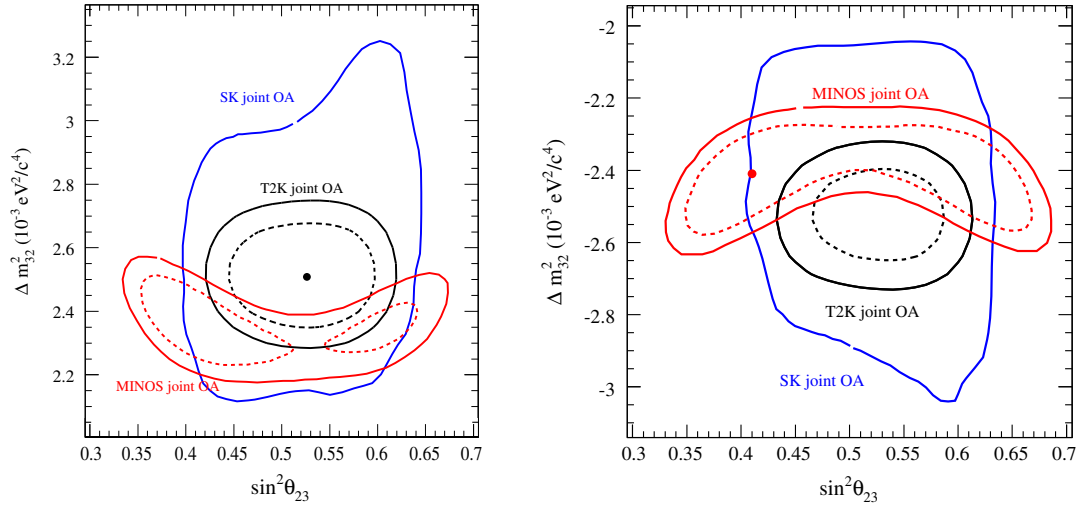 3.2
3
2.8
2.6
2.4
2.2
Δ m²₃₂ (10⁻³ eV²/c⁴)
SK joint OA
T2K joint OA
MINOS joint OA
0.3 0.35 0.4 0.45 0.5 0.55 0.6 0.65 0.7
sin²θ₂₃
-2
-2.2
-2.4
-2.6
-2.8
-3
Δ m²₃₂ (10⁻³ eV²/c⁴)
MINOS joint OA
T2K joint OA
SK joint OA
0.3 0.35 0.4 0.45 0.5 0.55 0.6 0.65 0.7
sin²θ₂₃